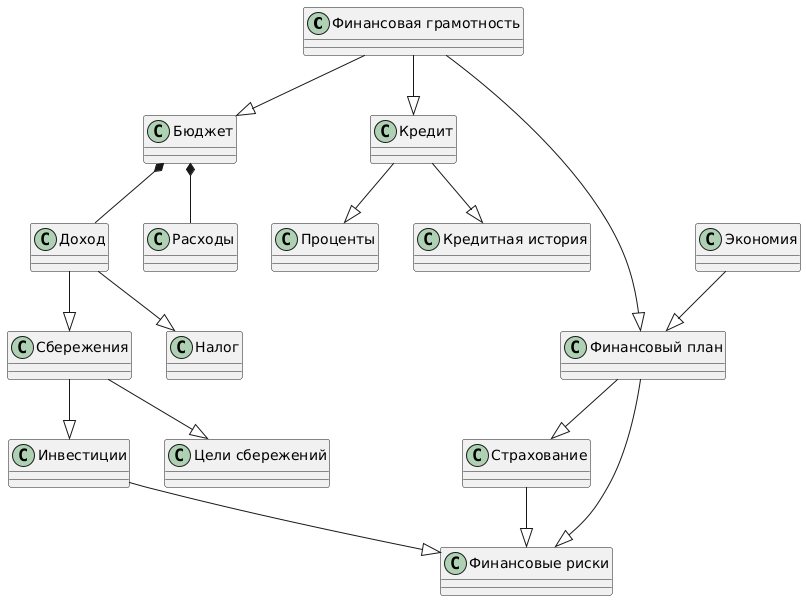 C Финансовая грамотность
C Бюджет
C Кредит
C Доход
C Расходы
C Проценты
C Кредитная история
C Экономия
C Сбережения
C Налог
C Финансовый план
C Инвестиции
C Цели сбережений
C Страхование
C Финансовые риски